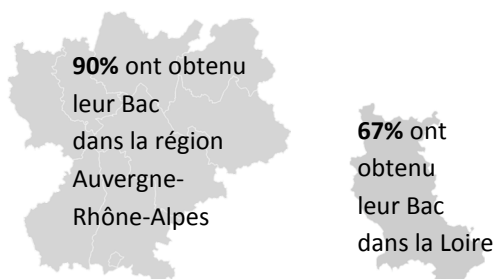 90% ont obtenu
leur Bac
dans la région
Auvergne-
Rhône-Alpes
67% ont
obtenu
leur Bac
dans la Loire